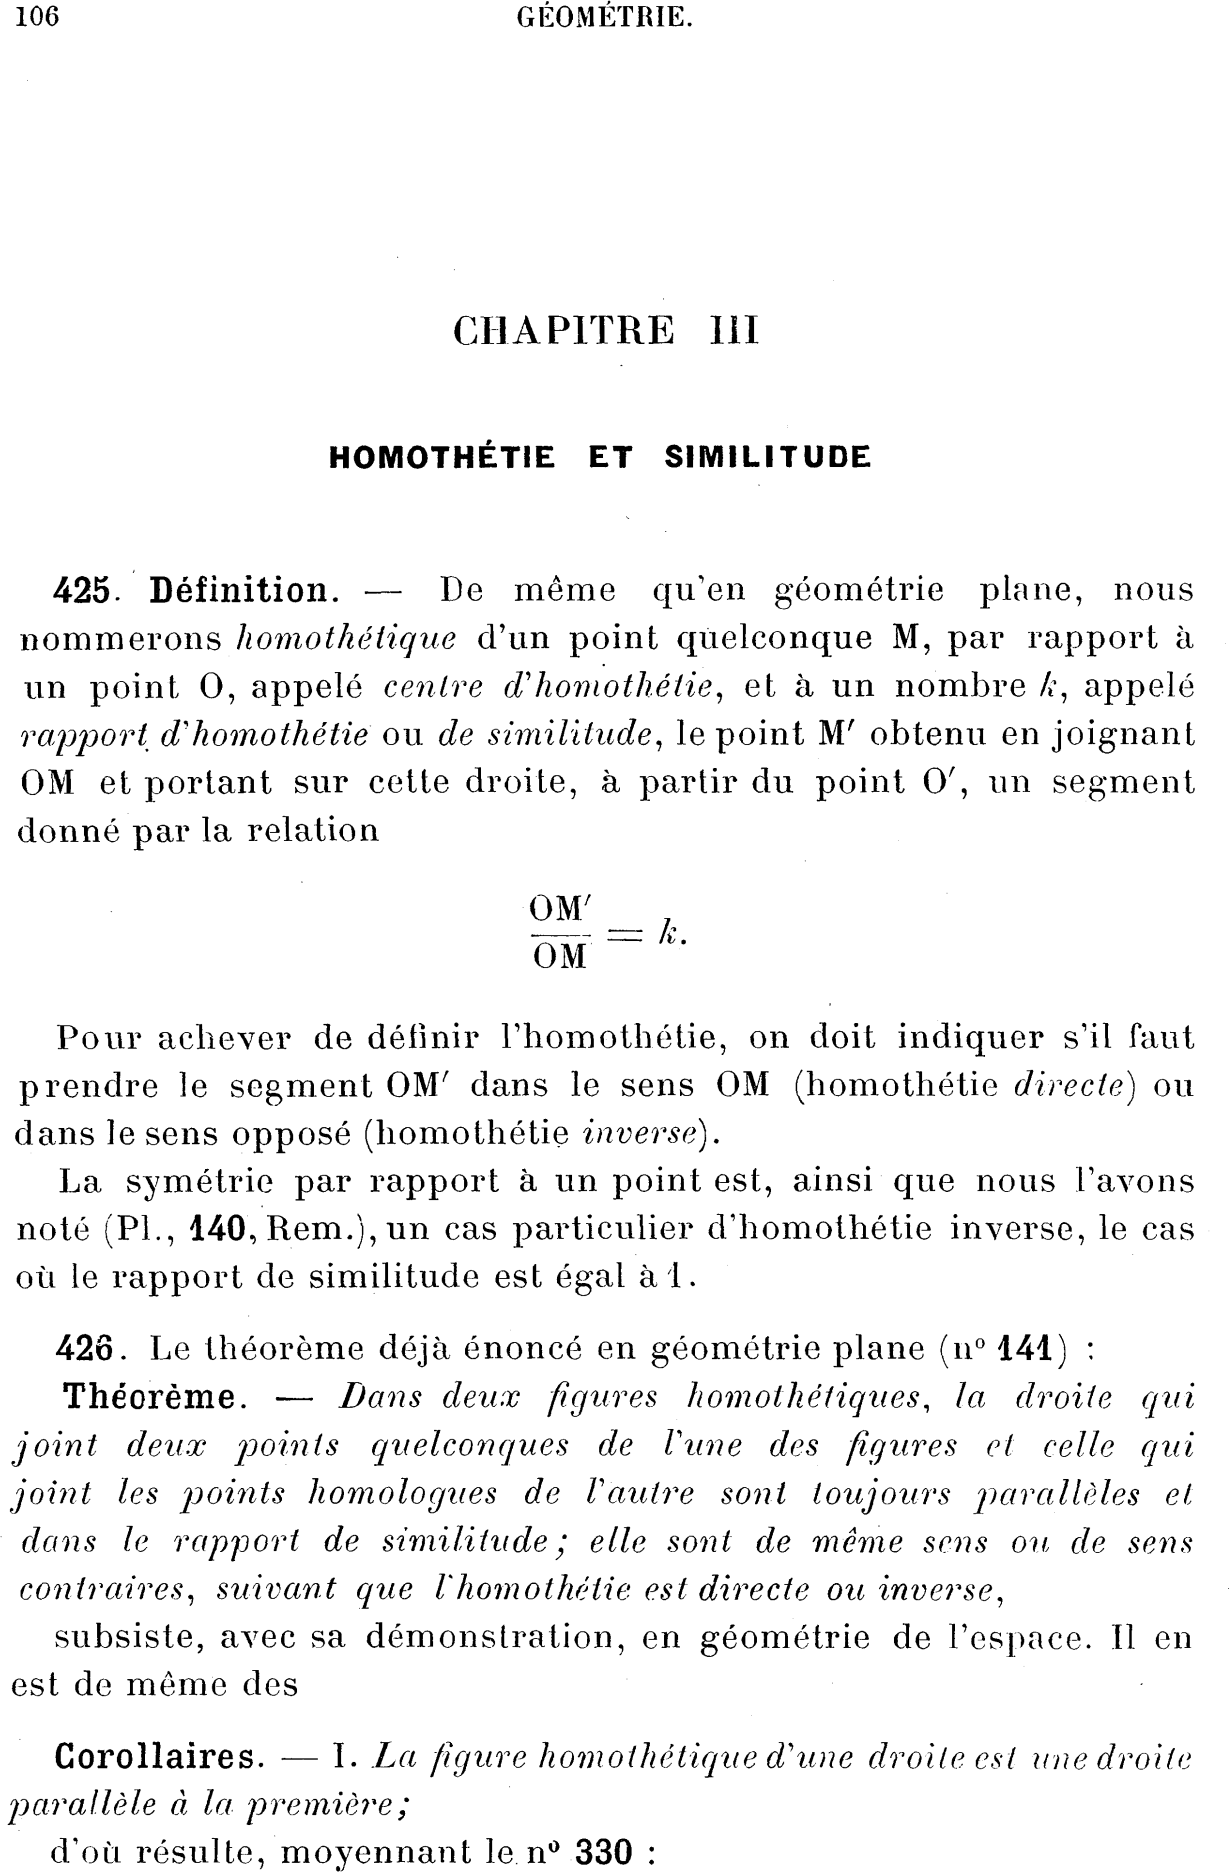 106
GÉOMÉTRIE.
CHAPITRE III
HOMOTHÉTIE ET SIMILITUDE
425. Définition. — De même qu'en géométrie plane, nous
nommerons homothétique d'un point quelconque M, par rapport à
un point O, appelé centre d'homothétie, et à un nombre k, appelé
rapport d'homothétie ou de similitude, le point M′ obtenu en joignant
OM et portant sur cette droite, à partir du point O′, un segment
donné par la relation
OM′
OM = k.
Pour achever de définir l'homothétie, on doit indiquer s'il faut
prendre le segment OM′ dans le sens OM (homothétie directe) ou
dans le sens opposé (homothétie inverse).
La symétrie par rapport à un point est, ainsi que nous l'avons
noté (Pl., 140, Rem.), un cas particulier d'homothétie inverse, le cas
où le rapport de similitude est égal à 1.
426. Le théorème déjà énoncé en géométrie plane (nº 141) :
Théorème. — Dans deux figures homothétiques, la droite qui
joint deux points quelconques de l'une des figures et celle qui
joint les points homologues de l'autre sont toujours parallèles et
dans le rapport de similitude ; elle sont de même sens ou de sens
contraires, suivant que l'homothétie est directe ou inverse,
subsiste, avec sa démonstration, en géométrie de l'espace. Il en
est de même des
Corollaires. — I. La figure homothétique d'une droite est une droite
parallèle à la première ;
d'où résulte, moyennant le nº 330 :